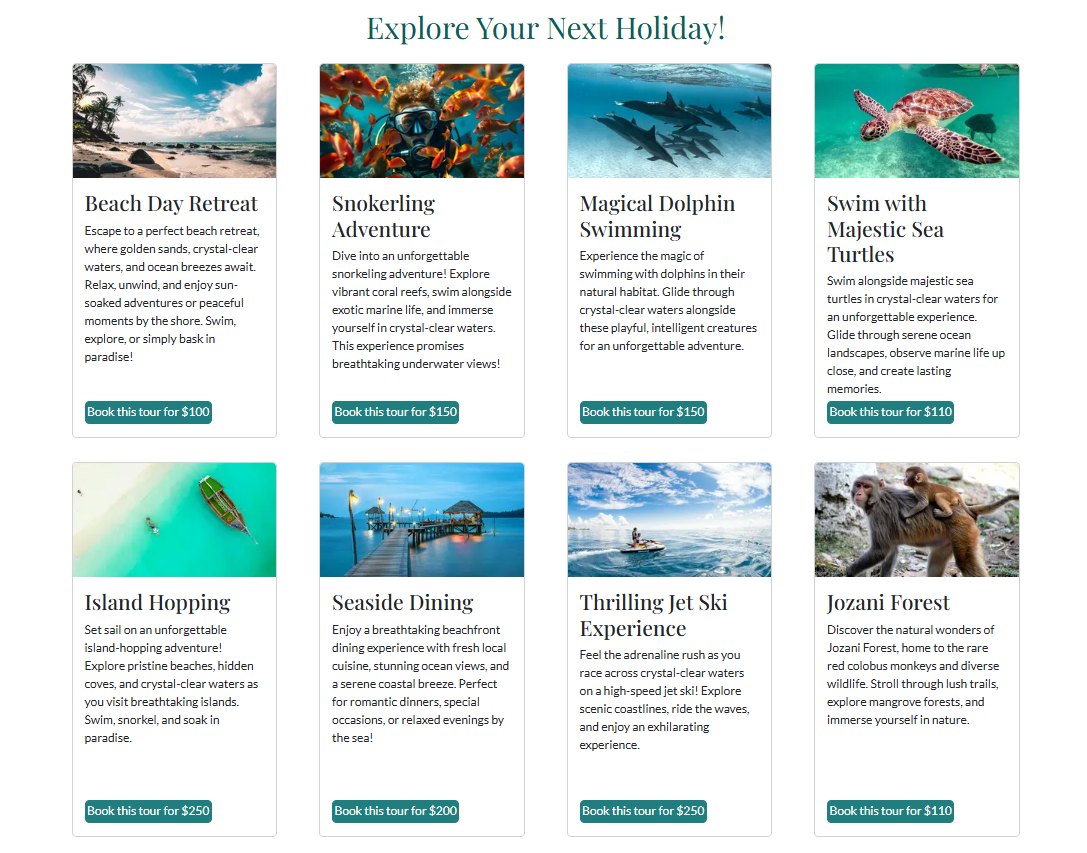 Explore Your Next Holiday!
Beach Day Retreat
Escape to a perfect beach retreat,
where golden sands, crystal-clear
waters, and ocean breezes await.
Relax, unwind, and enjoy sun-
soaked adventures or peaceful
moments by the shore. Swim,
explore, or simply bask in
paradise!
Book this tour for $100
Snokerling
Adventure
Dive into an unforgettable
snorkeling adventure! Explore
vibrant coral reefs, swim alongside
exotic marine life, and immerse
yourself in crystal-clear waters.
This experience promises
breathtaking underwater views!
Book this tour for $150
Magical Dolphin
Swimming
Experience the magic of
swimming with dolphins in their
natural habitat. Glide through
crystal-clear waters alongside
these playful, intelligent creatures
for an unforgettable adventure.
Book this tour for $150
Swim with
Majestic Sea
Turtles
Swim alongside majestic sea
turtles in crystal-clear waters for
an unforgettable experience.
Glide through serene ocean
landscapes, observe marine life up
close, and create lasting
memories.
Book this tour for $110
Island Hopping
Set sail on an unforgettable
island-hopping adventure!
Explore pristine beaches, hidden
coves, and crystal-clear waters as
you visit breathtaking islands.
Swim, snorkel, and soak in
paradise.
Book this tour for $250
Seaside Dining
Enjoy a breathtaking beachfront
dining experience with fresh local
cuisine, stunning ocean views, and
a serene coastal breeze. Perfect
for romantic dinners, special
occasions, or relaxed evenings by
the sea!
Book this tour for $200
Thrilling Jet Ski
Experience
Feel the adrenaline rush as you
race across crystal-clear waters
on a high-speed jet ski! Explore
scenic coastlines, ride the waves,
and enjoy an exhilarating
experience.
Book this tour for $250
Jozani Forest
Discover the natural wonders of
Jozani Forest, home to the rare
red colobus monkeys and diverse
wildlife. Stroll through lush trails,
explore mangrove forests, and
immerse yourself in nature.
Book this tour for $110